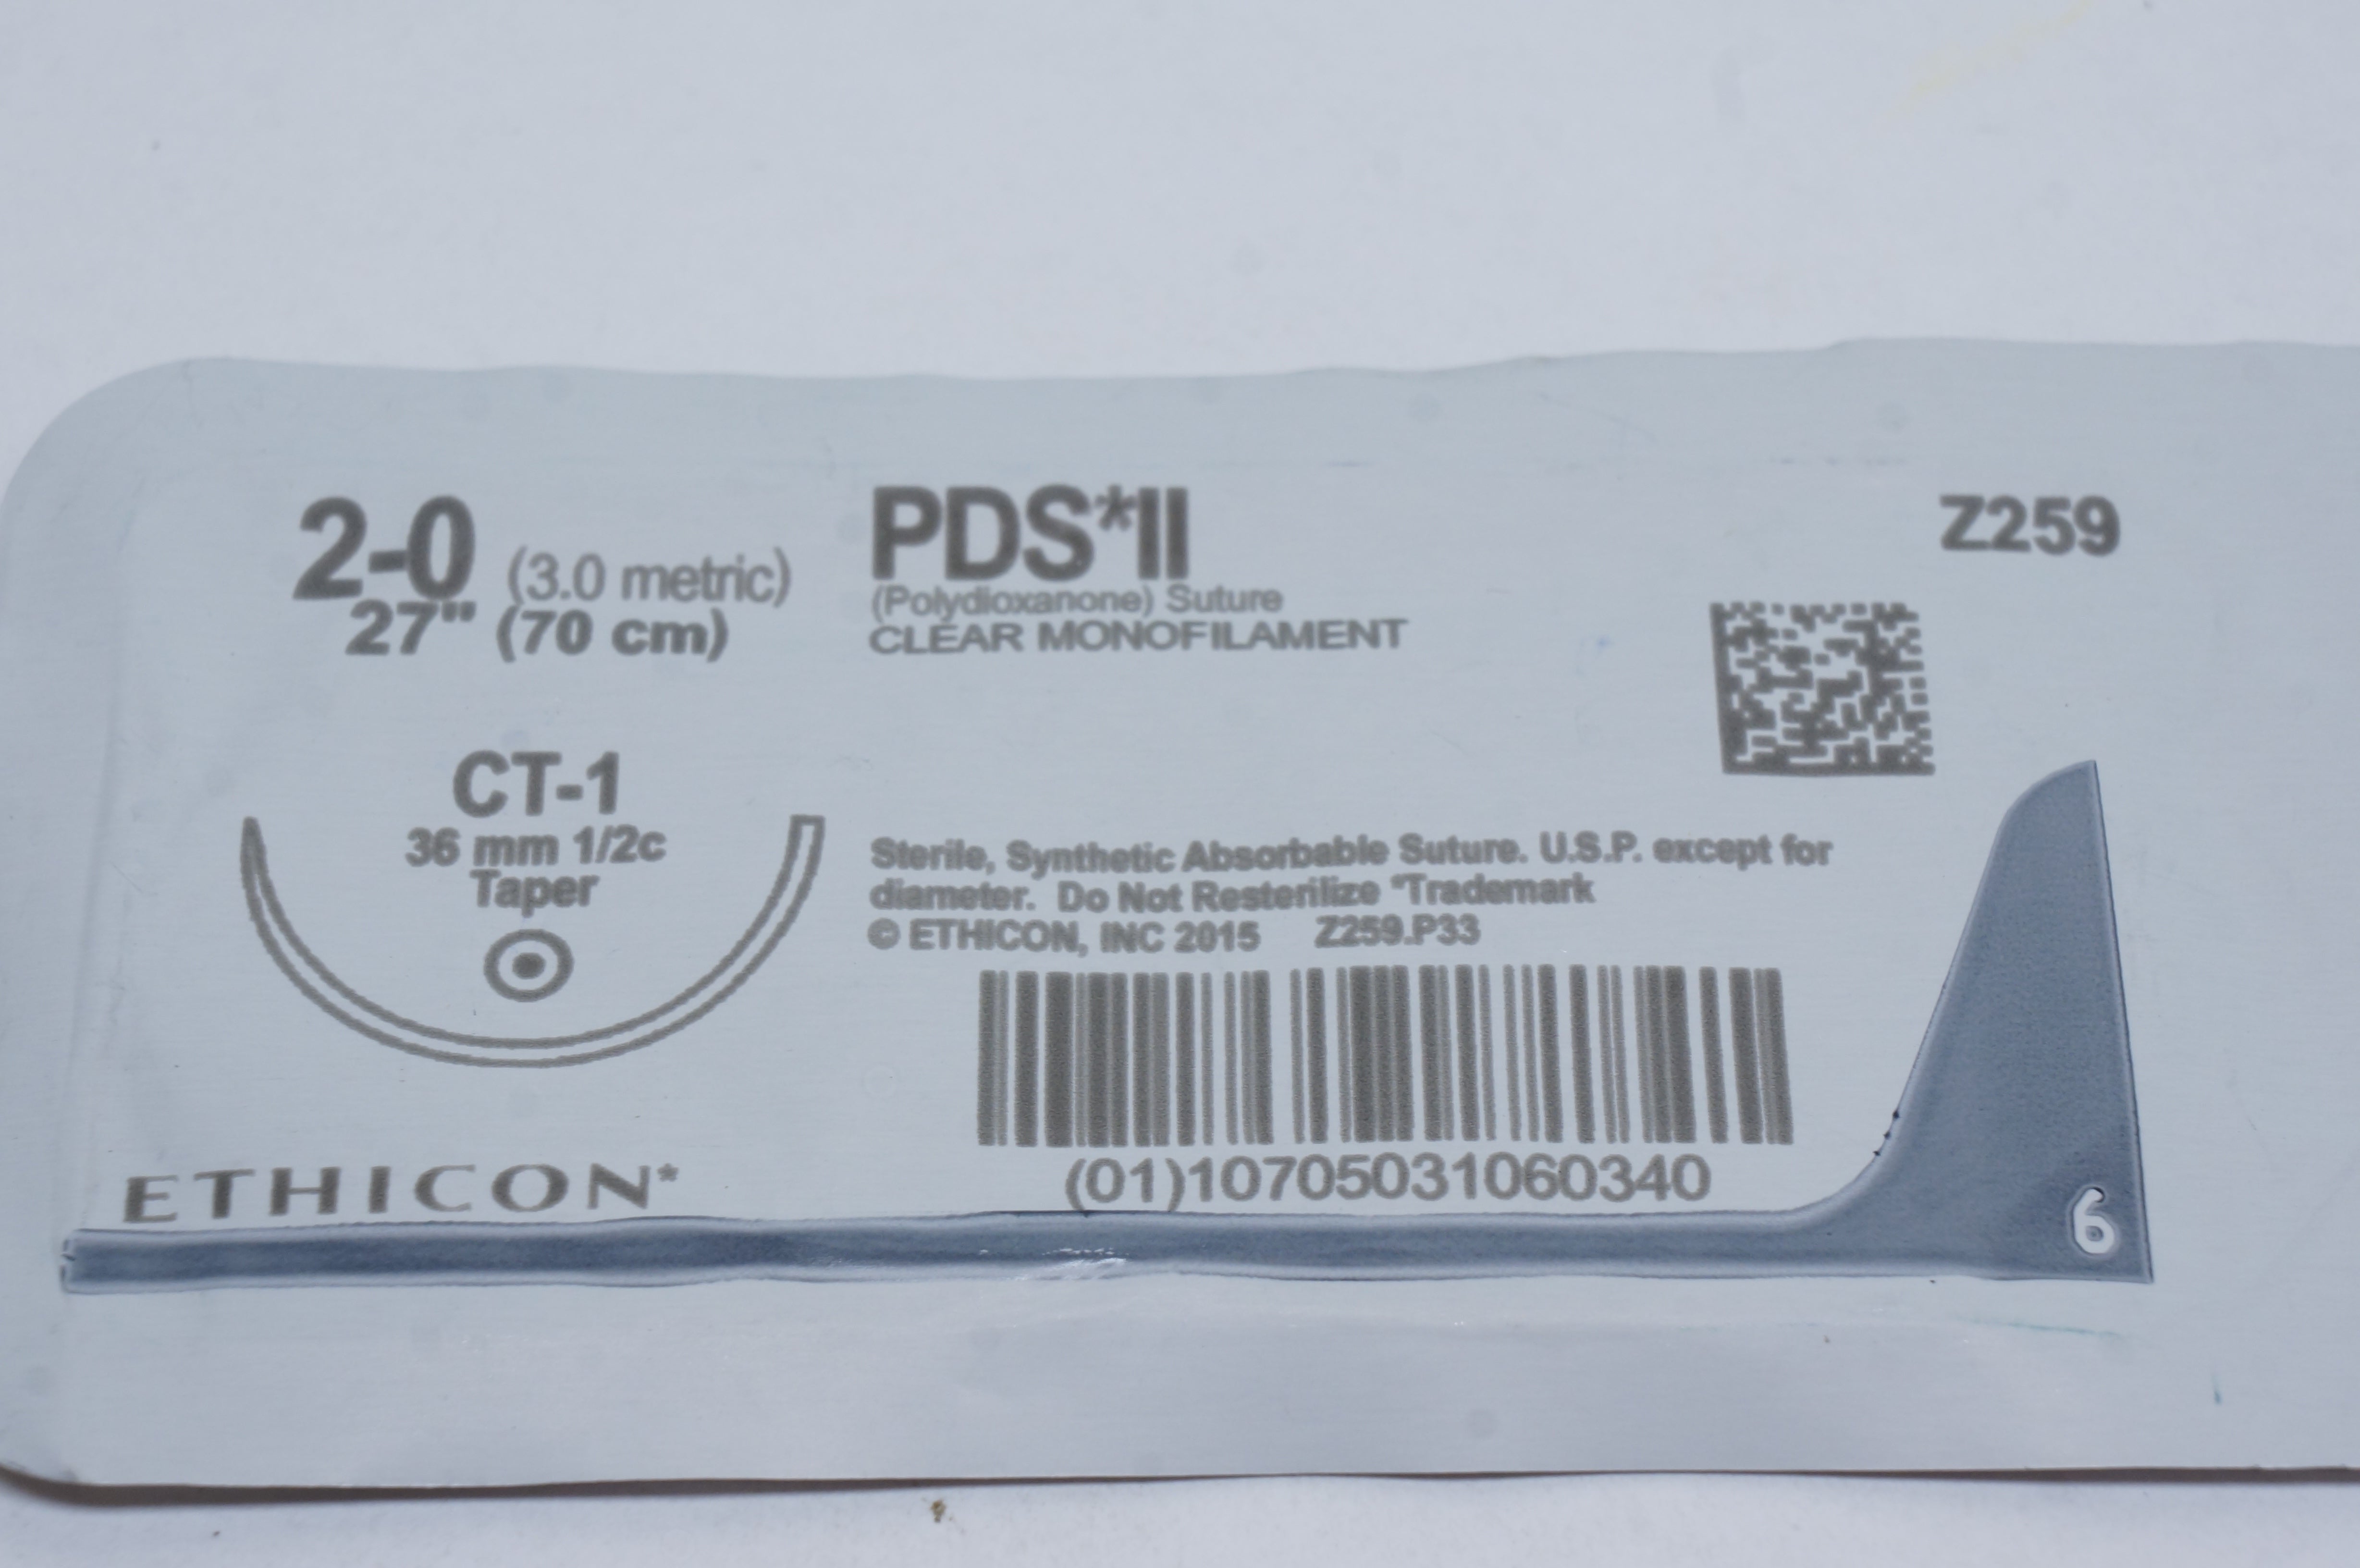 2-0 (3.0 metric)
27" (70 cm)
PDS*II
(Polydioxanone) Suture
CLEAR MONOFILAMENT
Z259
CT-1
36 mm 1/2c
Taper
Sterile, Synthetic Absorbable Suture. U.S.P. except for
diameter. Do Not Resterilize *Trademark
© ETHICON, INC 2015 Z259.P33
(01)10705031060340
ETHICON*
6